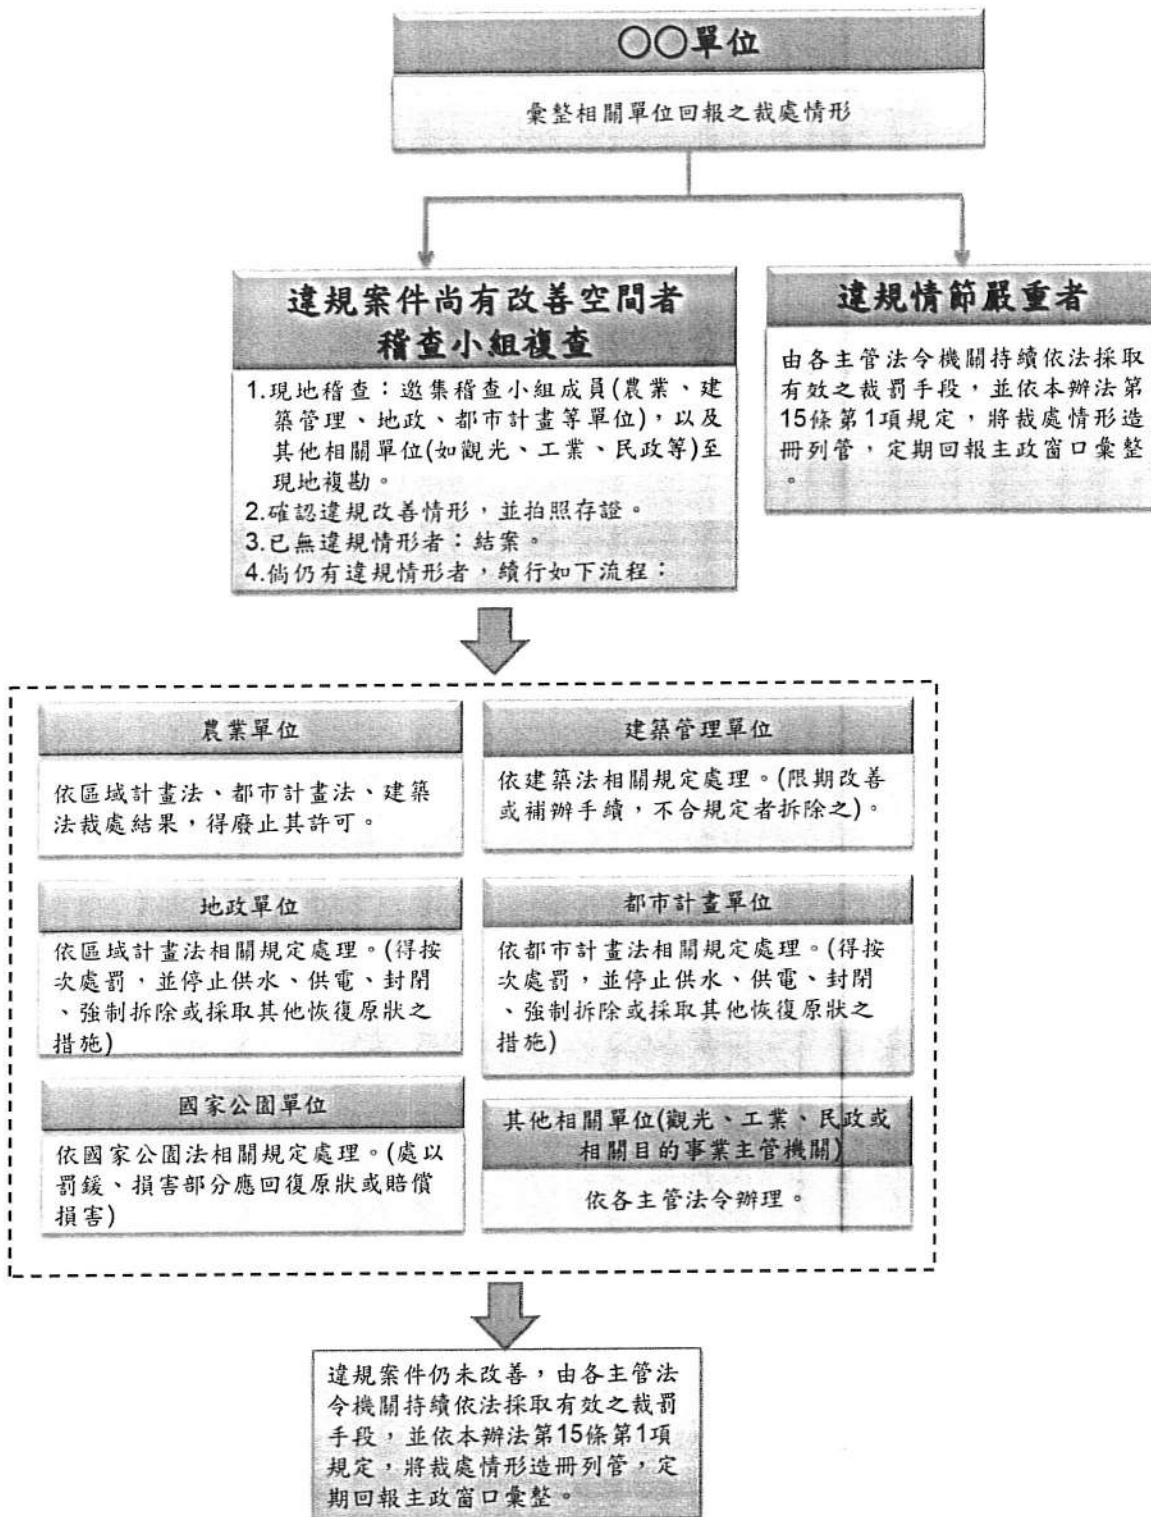 〇〇單位
彙整相關單位回報之裁處情形
違規案件尚有改善空間者
稽查小組複查
1.現地稽查：邀集稽查小組成員(農業、建
築管理、地政、都市計畫等單位)，以及
其他相關單位(如觀光、工業、民政等)至
現地複勘。
2.確認違規改善情形，並拍照存證。
3.已無違規情形者：結案。
4.倘仍有違規情形者，續行如下流程：
違規情節嚴重者
由各主管法令機關持續依法採取
有效之裁罰手段，並依本辦法第
15條第1項規定，將裁處情形造
冊列管，定期回報主政窗口彙整
。
農業單位
依區域計畫法、都市計畫法、建築
法裁處結果，得廢止其許可。
建築管理單位
依建築法相關規定處理。(限期改善
或補辦手續，不合規定者拆除之)。
地政單位
依區域計畫法相關規定處理。(得按
次處罰，並停止供水、供電、封閉
、強制拆除或採取其他恢復原狀之
措施)
都市計畫單位
依都市計畫法相關規定處理。(得按
次處罰，並停止供水、供電、封閉
、強制拆除或採取其他恢復原狀之
措施)
國家公園單位
依國家公園法相關規定處理。(處以
罰鍰、損害部分應回復原狀或賠償
損害)
其他相關單位(觀光、工業、民政或
相關目的事業主管機關)
依各主管法令辦理。
違規案件仍未改善，由各主管法
令機關持續依法採取有效之裁罰
手段，並依本辦法第15條第1項
規定，將裁處情形造冊列管，定
期回報主政窗口彙整。